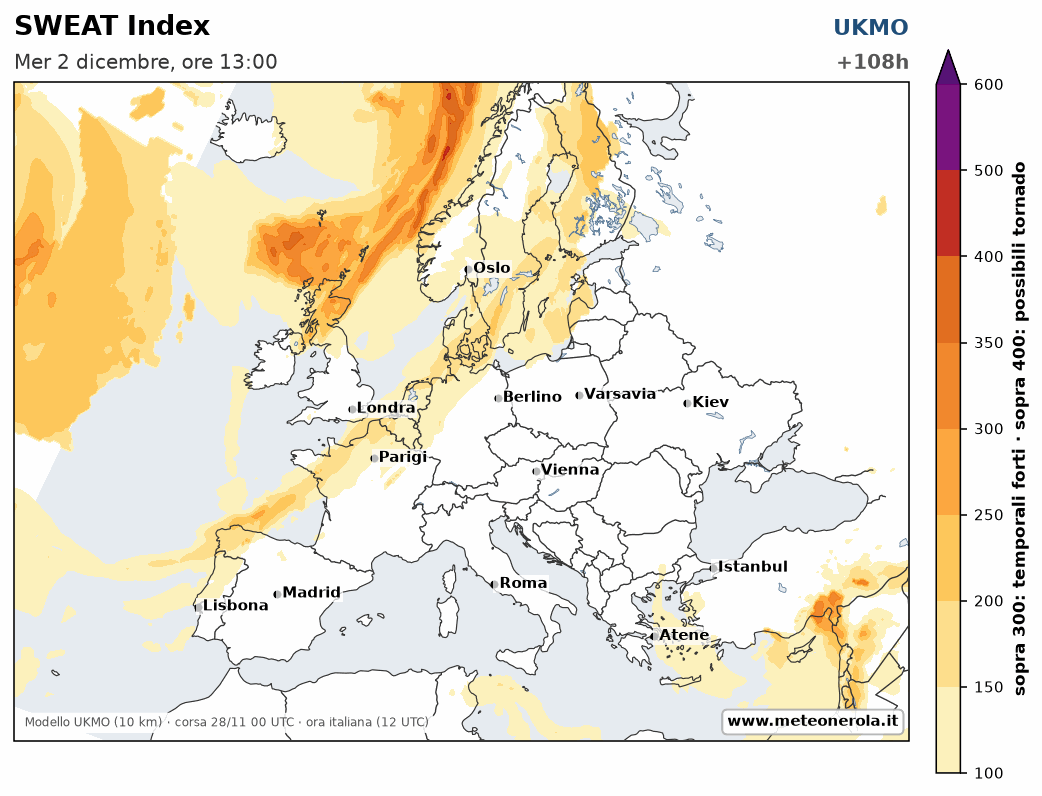 SWEAT Index
UKMO
Mer 2 dicembre, ore 13:00
+108h
Oslo
Londra
Berlino
Varsavia
Kiev
Parigi
Vienna
Istanbul
Roma
Madrid
Lisbona
Atene
Modello UKMO (10 km) · corsa 28/11 00 UTC · ora italiana (12 UTC)
www.meteonerola.it
600
500
400
350
300
250
200
150
100
sopra 300: temporali forti · sopra 400: possibili tornado